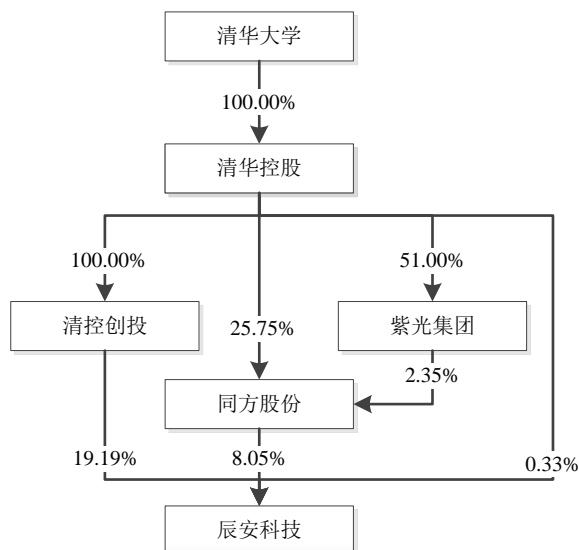 清华大学
100.00%
清华控股
100.00%
51.00%
清控创投
25.75%
紫光集团
2.35%
同方股份
19.19%
8.05%
0.33%
辰安科技